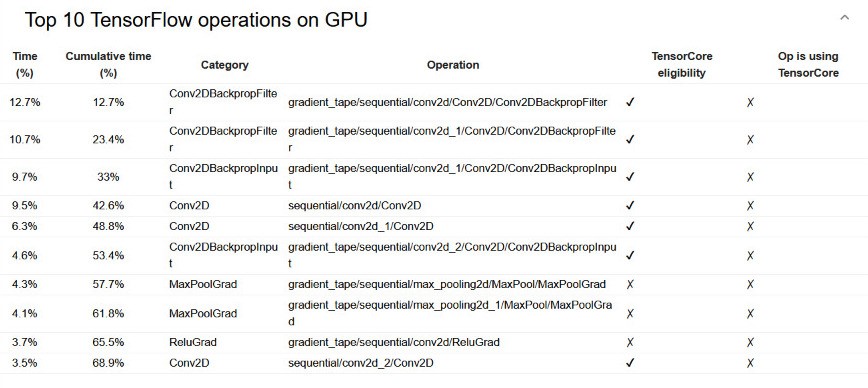 Top 10 TensorFlow operations on GPU
Time (%) Cumulative time (%) Category Operation TensorCore eligibility Op is using TensorCore
12.7% 12.7% Conv2DBackpropFilter gradient_tape/sequential/conv2d/Conv2D/Conv2DBackpropFilter ✓ ✗
10.7% 23.4% Conv2DBackpropFilter gradient_tape/sequential/conv2d_1/Conv2D/Conv2DBackpropFilter ✓ ✗
9.7% 33% Conv2DBackpropInput gradient_tape/sequential/conv2d_1/Conv2D/Conv2DBackpropInput ✓ ✗
9.5% 42.6% Conv2D sequential/conv2d/Conv2D ✓ ✗
6.3% 48.8% Conv2D sequential/conv2d_1/Conv2D ✓ ✗
4.6% 53.4% Conv2DBackpropInput gradient_tape/sequential/conv2d_2/Conv2D/Conv2DBackpropInput ✓ ✗
4.3% 57.7% MaxPoolGrad gradient_tape/sequential/max_pooling2d/MaxPool/MaxPoolGrad ✗ ✗
4.1% 61.8% MaxPoolGrad gradient_tape/sequential/max_pooling2d_1/MaxPool/MaxPoolGrad ✗ ✗
3.7% 65.5% ReluGrad gradient_tape/sequential/conv2d/ReluGrad ✗ ✗
3.5% 68.9% Conv2D sequential/conv2d_2/Conv2D ✓ ✗